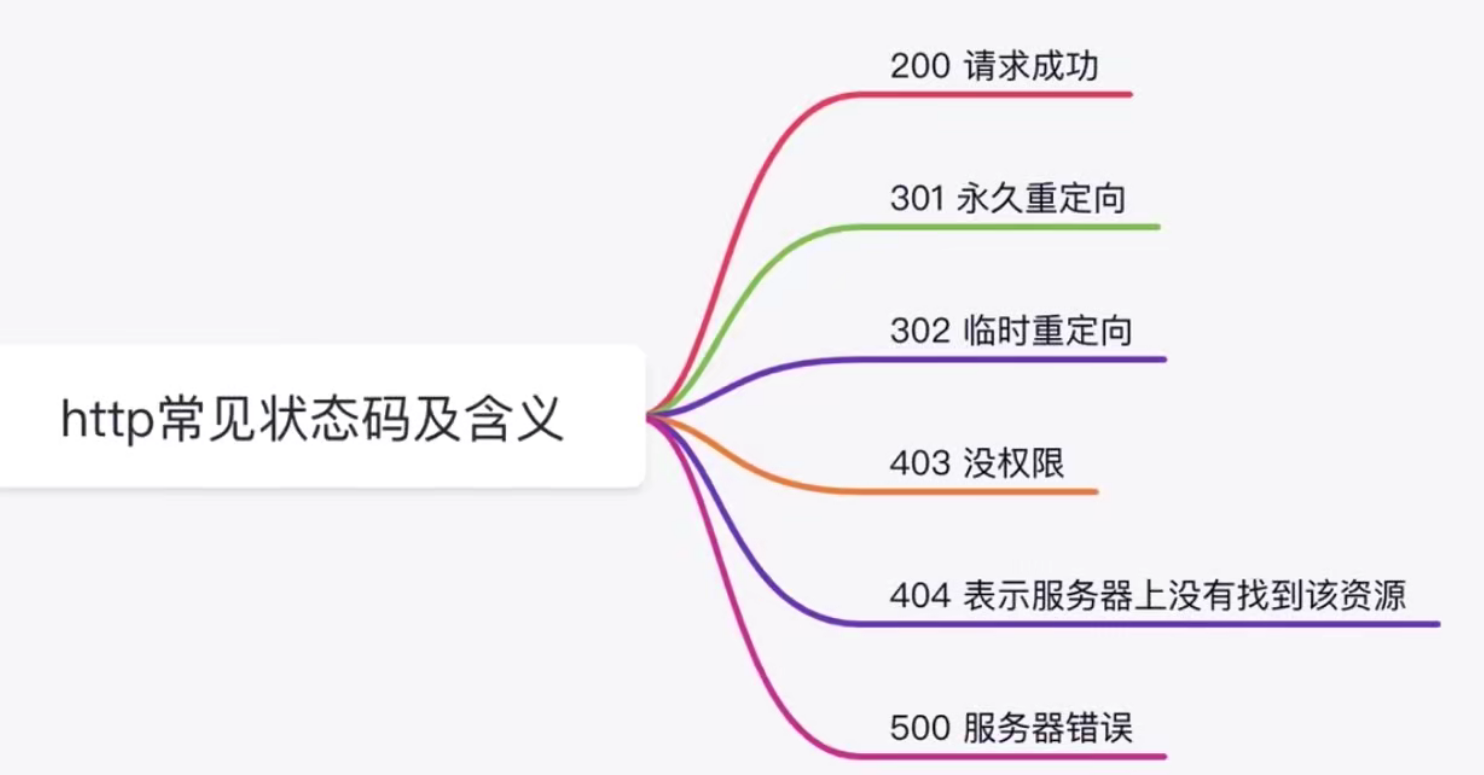 200 请求成功
301 永久重定向
302 临时重定向
http常见状态码及含义
403 没权限
404 表示服务器上没有找到该资源
500 服务器错误